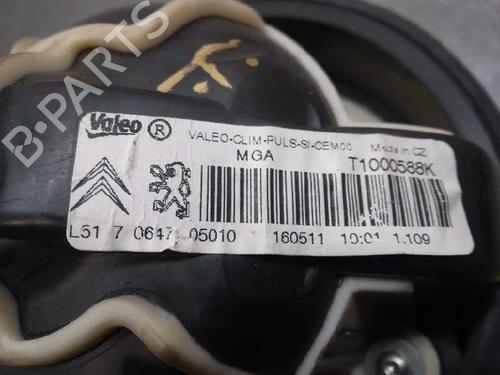 Valeo ® VALEO-CLIM-PULS-SI-CEM00 Made in CZ
MGA T1000588K
L51 7 0647 05010 160511 10:01 1.109
B-PARTS